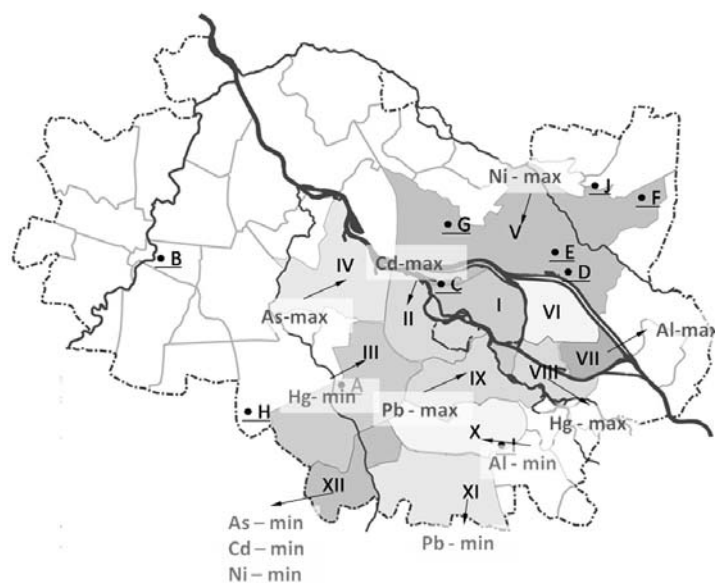 Ni - max
J
F
G
V
E
B
IV
Cd-max
D
C
I
VI
As-max
II
Al-max
III
VII
IX
VIII
Hg- min
A
Pb - max
H
Hg - max
X
I
Al - min
XII
XI
As – min
Pb - min
Cd – min
Ni – min